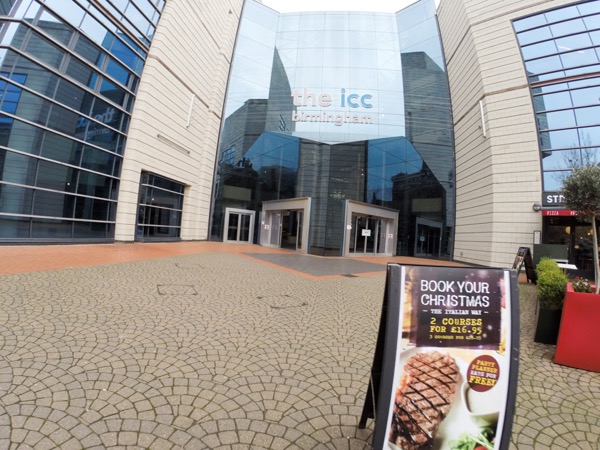 the icc
birmingham
ST
PIZZA
BOOK YOUR
CHRISTMAS
- THE ITALIAN WAY -
2 COURSES
FOR £16.95
PARTY
PLANNER
EATS FOR
FREE!